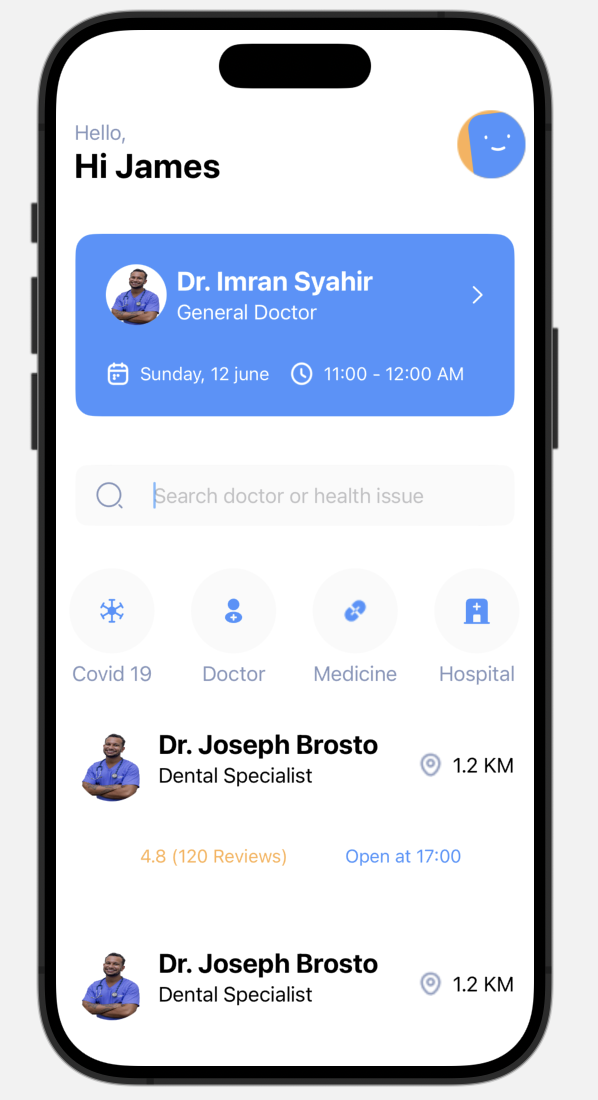 Hello,
Hi James
Dr. Imran Syahir
General Doctor
Sunday, 12 june 11:00 - 12:00 AM
Search doctor or health issue
Covid 19 Doctor Medicine Hospital
Dr. Joseph Brosto
Dental Specialist
1.2 KM
4.8 (120 Reviews) Open at 17:00
Dr. Joseph Brosto
Dental Specialist
1.2 KM